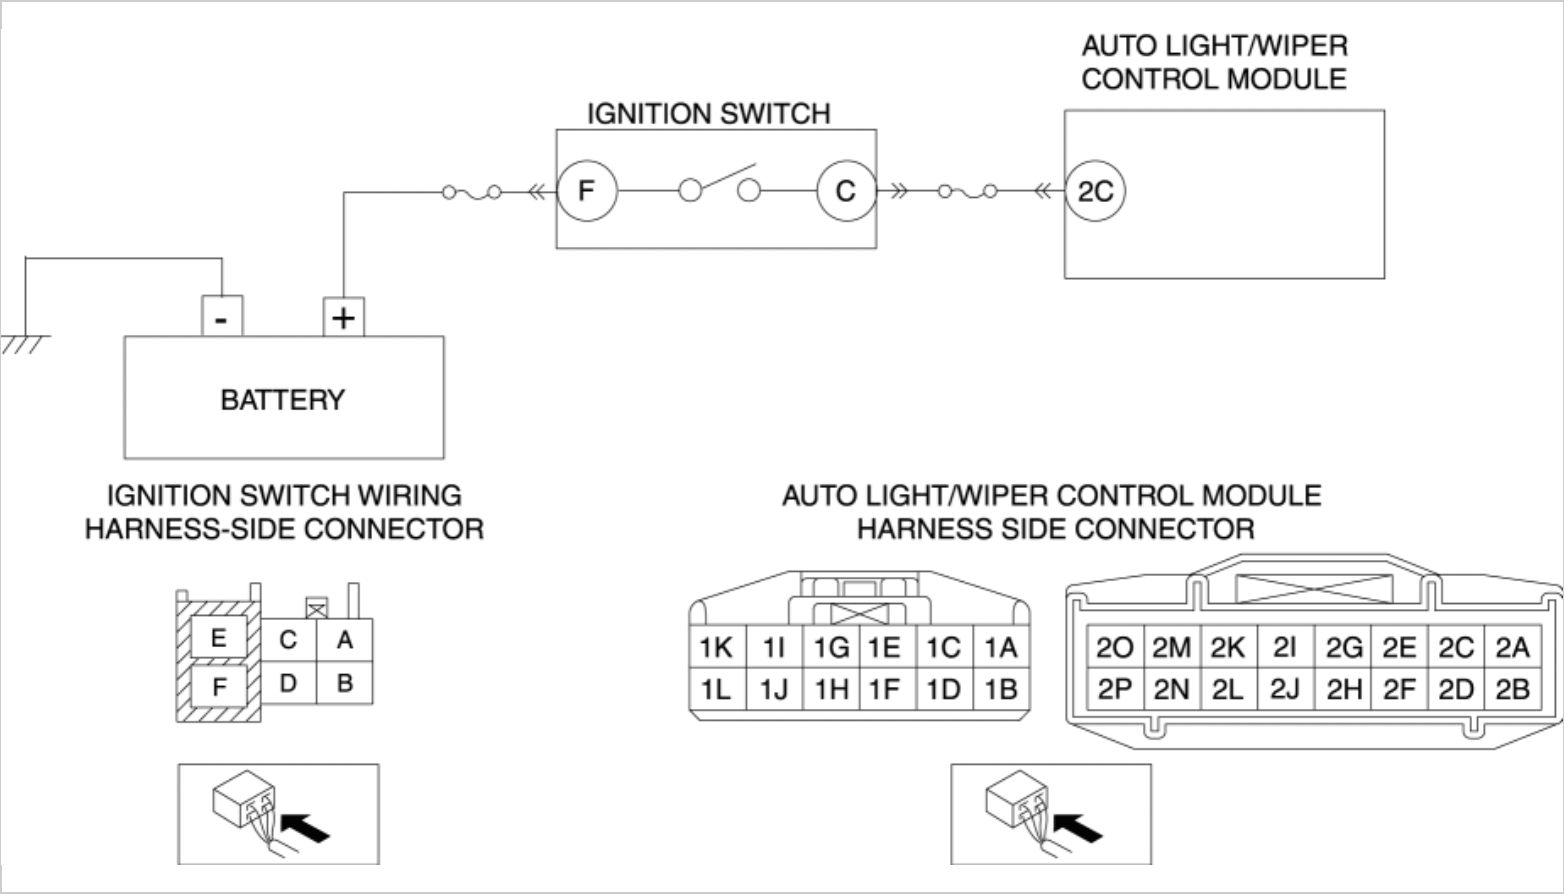 AUTO LIGHT/WIPER
CONTROL MODULE
IGNITION SWITCH
F
C
2C
-
+
BATTERY
IGNITION SWITCH WIRING
HARNESS-SIDE CONNECTOR
E C A
F D B
AUTO LIGHT/WIPER CONTROL MODULE
HARNESS SIDE CONNECTOR
1K 1I 1G 1E 1C 1A
1L 1J 1H 1F 1D 1B
2O 2M 2K 2I 2G 2E 2C 2A
2P 2N 2L 2J 2H 2F 2D 2B